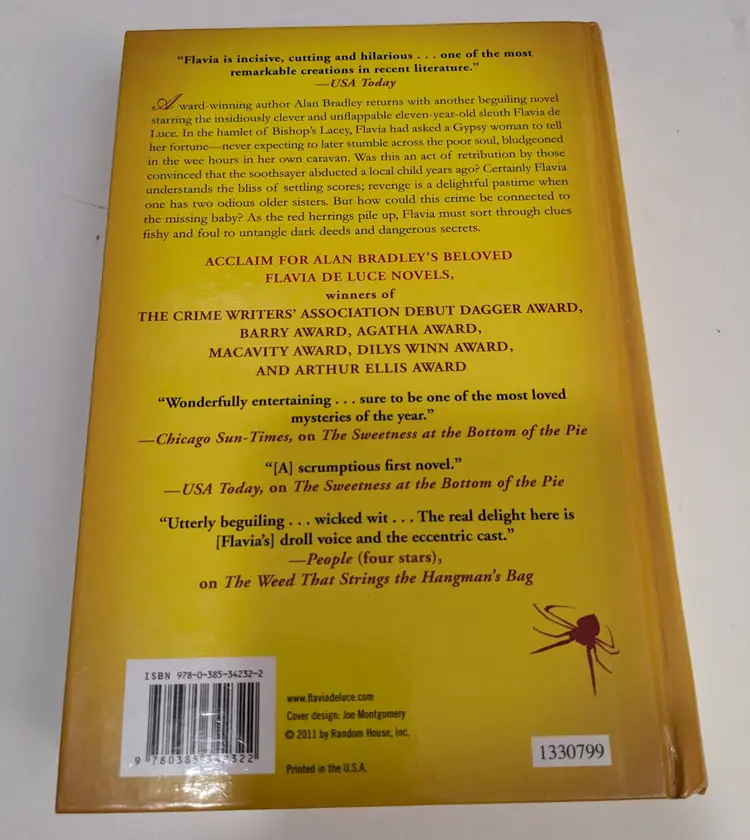 “Flavia is incisive, cutting and hilarious . . . one of the most
remarkable creations in recent literature.”
—USA Today
Award-winning author Alan Bradley returns with another beguiling novel
starring the insidiously clever and unflappable eleven-year-old sleuth Flavia de
Luce. In the hamlet of Bishop’s Lacey, Flavia had asked a Gypsy woman to tell
her fortune—never expecting to later stumble across the poor soul, bludgeoned
in the wee hours in her own caravan. Was this an act of retribution by those
convinced that the soothsayer abducted a local child years ago? Certainly Flavia
understands the bliss of settling scores; revenge is a delightful pastime when
one has two odious older sisters. But how could this crime be connected to
the missing baby? As the red herrings pile up, Flavia must sort through clues
fishy and foul to untangle dark deeds and dangerous secrets.
ACCLAIM FOR ALAN BRADLEY’S BELOVED
FLAVIA DE LUCE NOVELS,
winners of
THE CRIME WRITERS’ ASSOCIATION DEBUT DAGGER AWARD,
BARRY AWARD, AGATHA AWARD,
MACAVITY AWARD, DILYS WINN AWARD,
AND ARTHUR ELLIS AWARD
“Wonderfully entertaining . . . sure to be one of the most loved
mysteries of the year.”
—Chicago Sun-Times, on The Sweetness at the Bottom of the Pie
“[A] scrumptious first novel.”
—USA Today, on The Sweetness at the Bottom of the Pie
“Utterly beguiling . . . wicked wit . . . The real delight here is
[Flavia’s] droll voice and the eccentric cast.”
—People (four stars),
on The Weed That Strings the Hangman’s Bag
ISBN 978-0-385-34232-2
9 780385 342322
www.flaviadeluce.com
Cover design: Joe Montgomery
© 2011 by Random House, Inc.
Printed in the U.S.A.
1330799